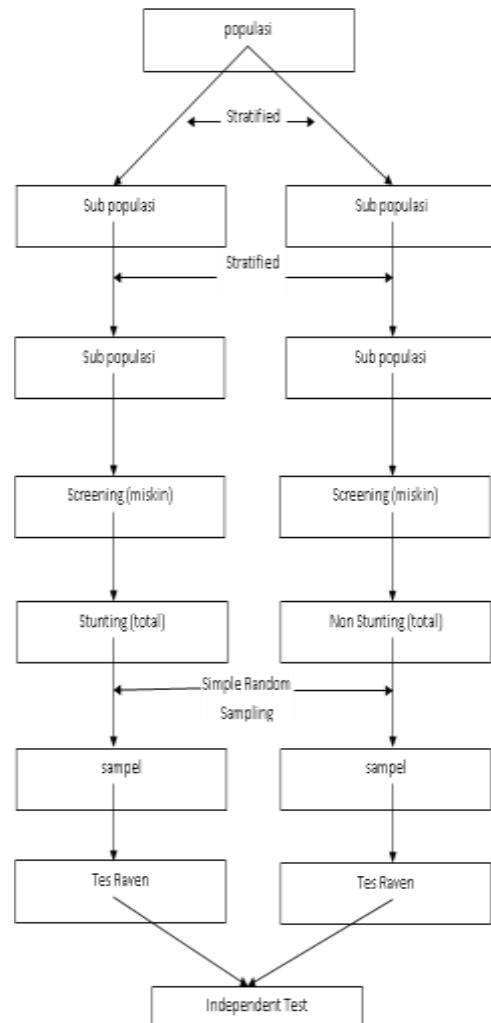 populasi
Stratified
Sub populasi
Sub populasi
Stratified
Sub populasi
Sub populasi
Screening (miskin)
Screening (miskin)
Stunting (total)
Non Stunting (total)
Simple Random
Sampling
sampel
sampel
Tes Raven
Tes Raven
Independent Test